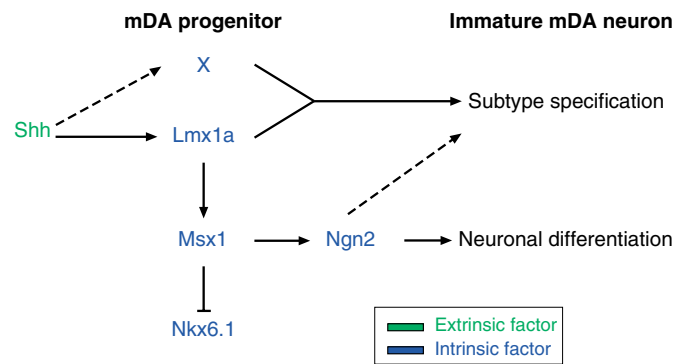 mDA progenitor
Immature mDA neuron
X
Shh
Lmx1a
Subtype specification
Msx1
Ngn2
Neuronal differentiation
Nkx6.1
Extrinsic factor
Intrinsic factor